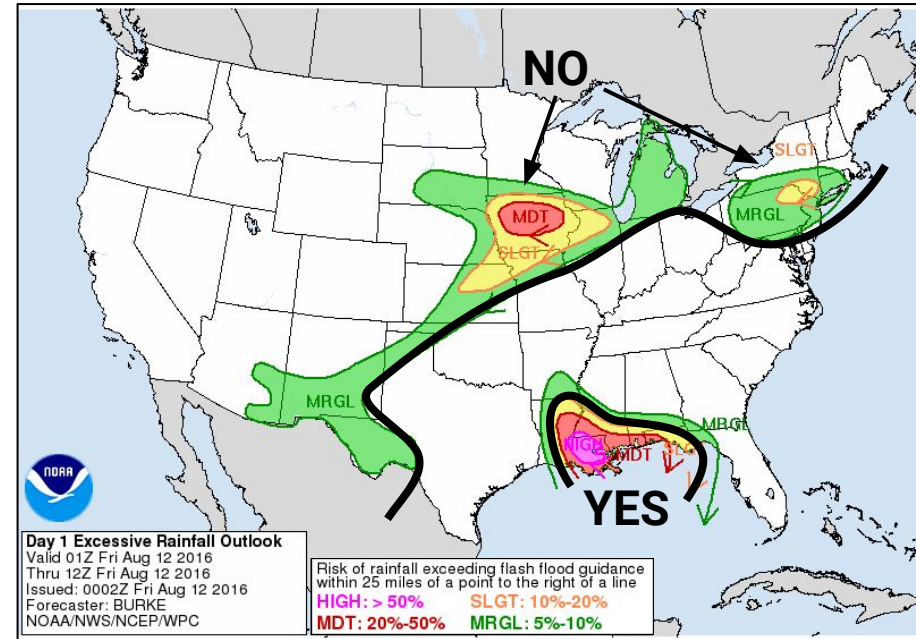 NO
SLGT
MDT
MRGL
SLGT
MRGL
MRGL
HIGH
MDT
SLGT
YES
NOAA
Day 1 Excessive Rainfall Outlook
Valid 01Z Fri Aug 12 2016
Thru 12Z Fri Aug 12 2016
Issued: 0002Z Fri Aug 12 2016
Forecaster: BURKE
NOAA/NWS/NCEP/WPC
Risk of rainfall exceeding flash flood guidance
within 25 miles of a point to the right of a line
HIGH: > 50% SLGT: 10%-20%
MDT: 20%-50% MRGL: 5%-10%